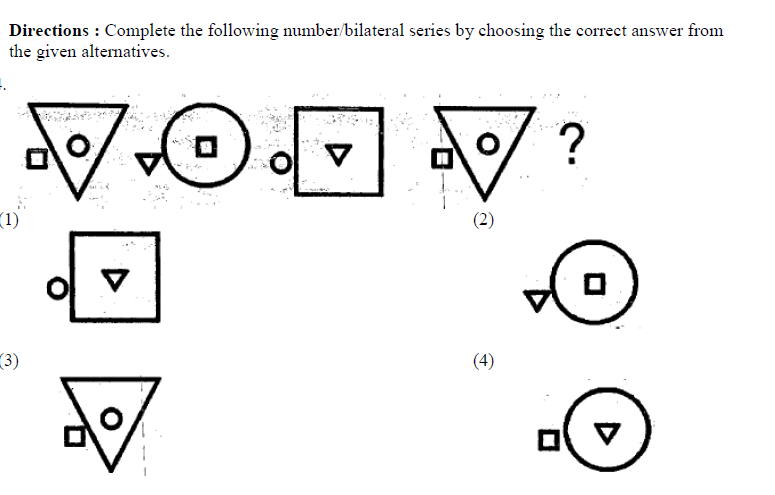 Directions : Complete the following number/bilateral series by choosing the correct answer from
the given alternatives.
?
(1)
(2)
(3)
(4)